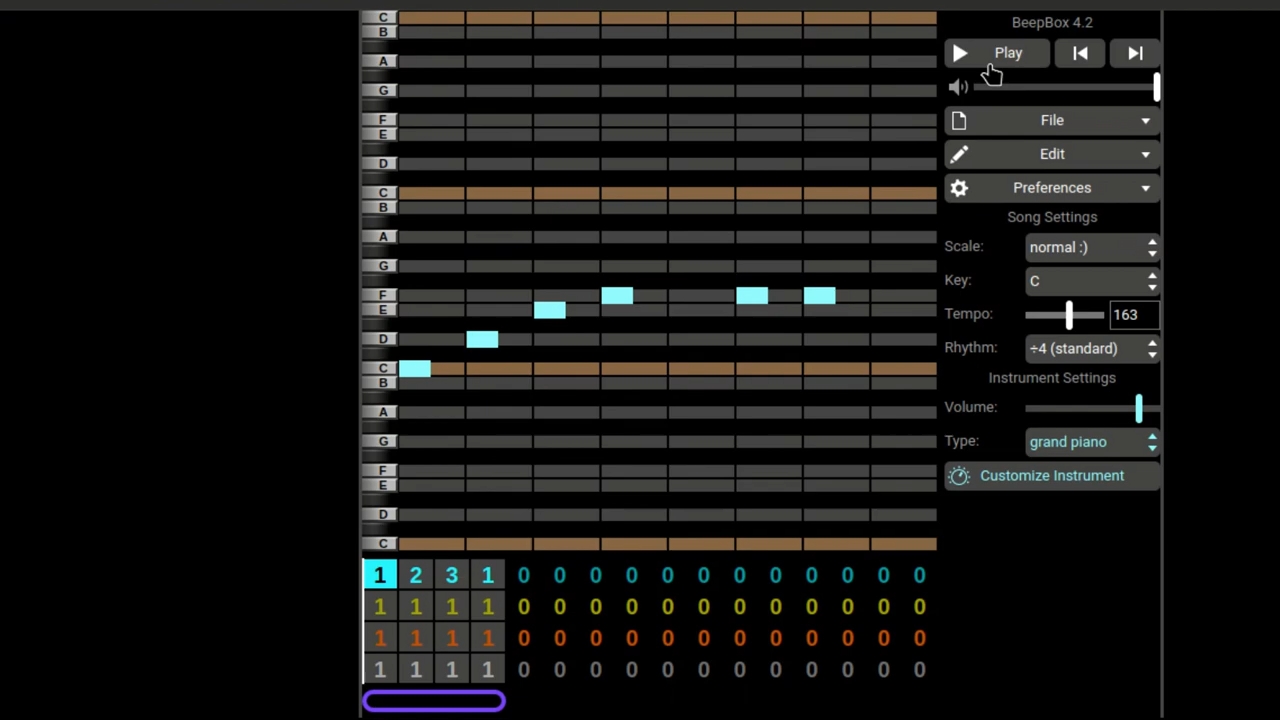 BeepBox 4.2
Play
File
Edit
Preferences
Song Settings
Scale: normal :)
Key: C
Tempo: 163
Rhythm: ÷4 (standard)
Instrument Settings
Volume:
Type: grand piano
Customize Instrument
C
B
A
G
F
E
D
C
B
A
G
F
E
D
C
B
A
G
F
E
D
C
1 2 3 1 0 0 0 0 0 0 0 0 0 0 0 0
1 1 1 1 0 0 0 0 0 0 0 0 0 0 0 0
1 1 1 1 0 0 0 0 0 0 0 0 0 0 0 0
1 1 1 1 0 0 0 0 0 0 0 0 0 0 0 0